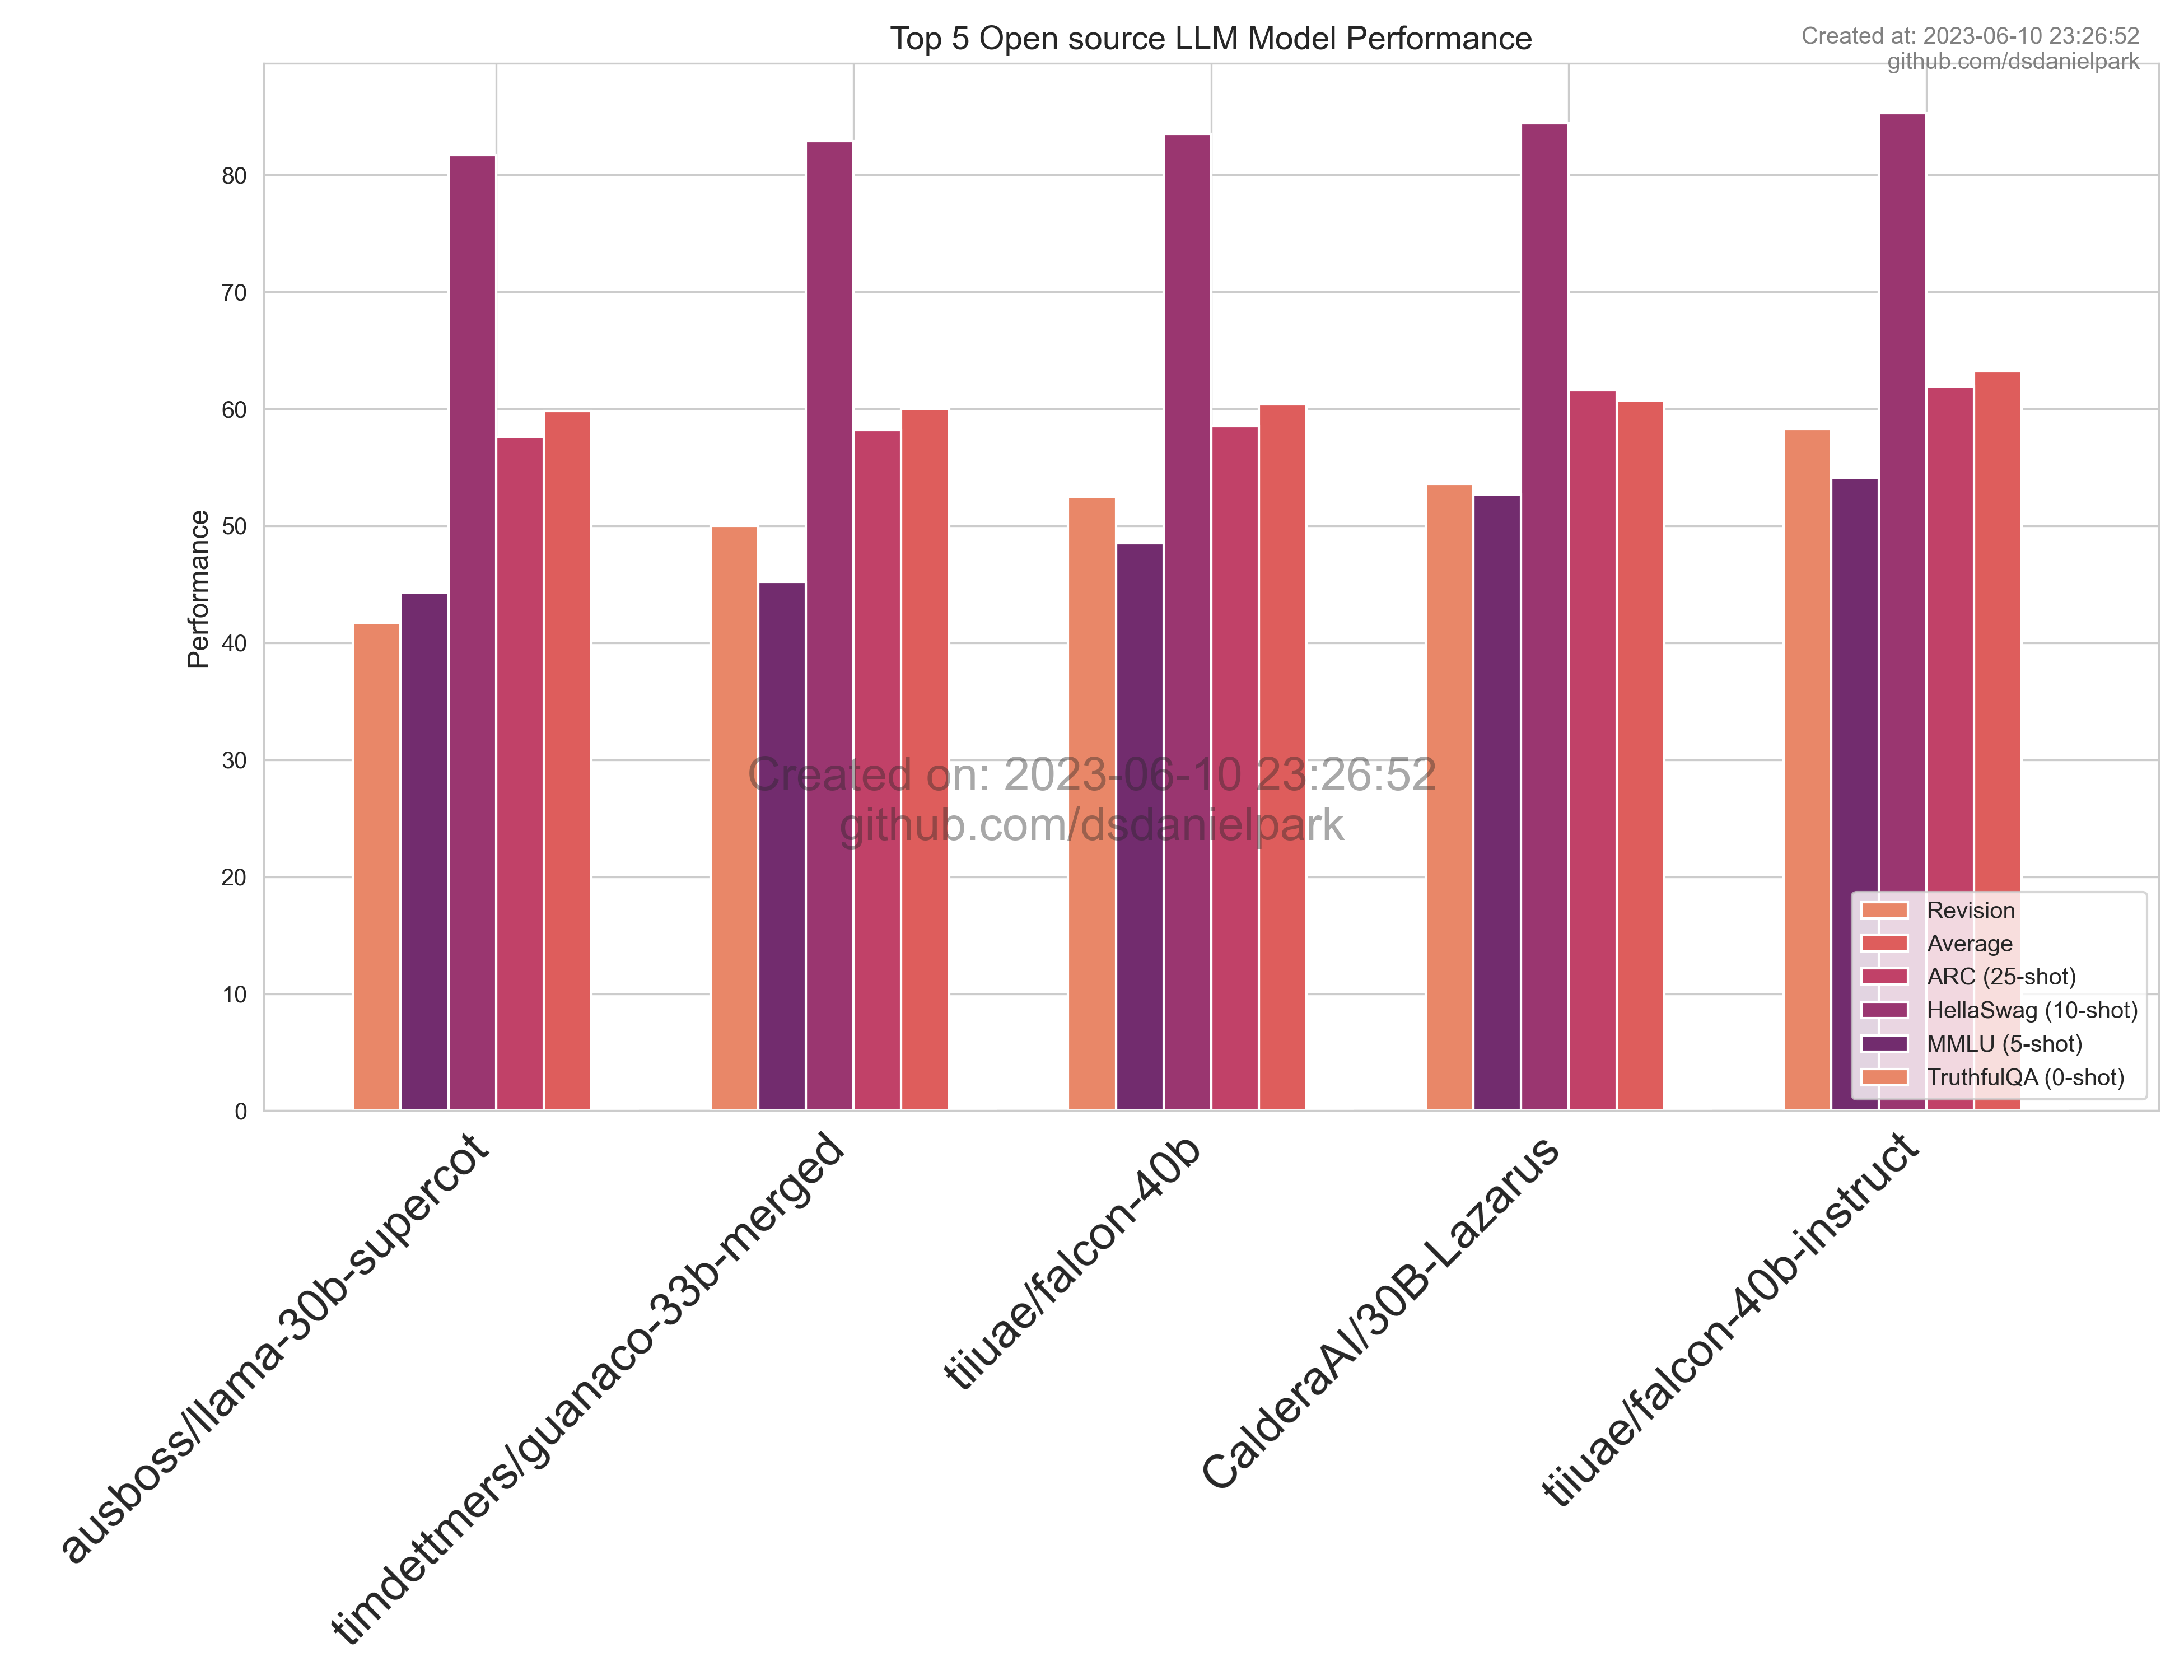 Top 5 Open source LLM Model Performance
Created at: 2023-06-10 23:26:52
github.com/dsdanielpark
80
70
60
50
40
30
20
10
0
Performance
Created on: 2023-06-10 23:26:52
github.com/dsdanielpark
Revision
Average
ARC (25-shot)
HellaSwag (10-shot)
MMLU (5-shot)
TruthfulQA (0-shot)
ausboss/llama-30b-supercot
timdettmers/guanaco-33b-merged
tiiuae/falcon-40b
CalderaAI/30B-Lazarus
tiiuae/falcon-40b-instruct